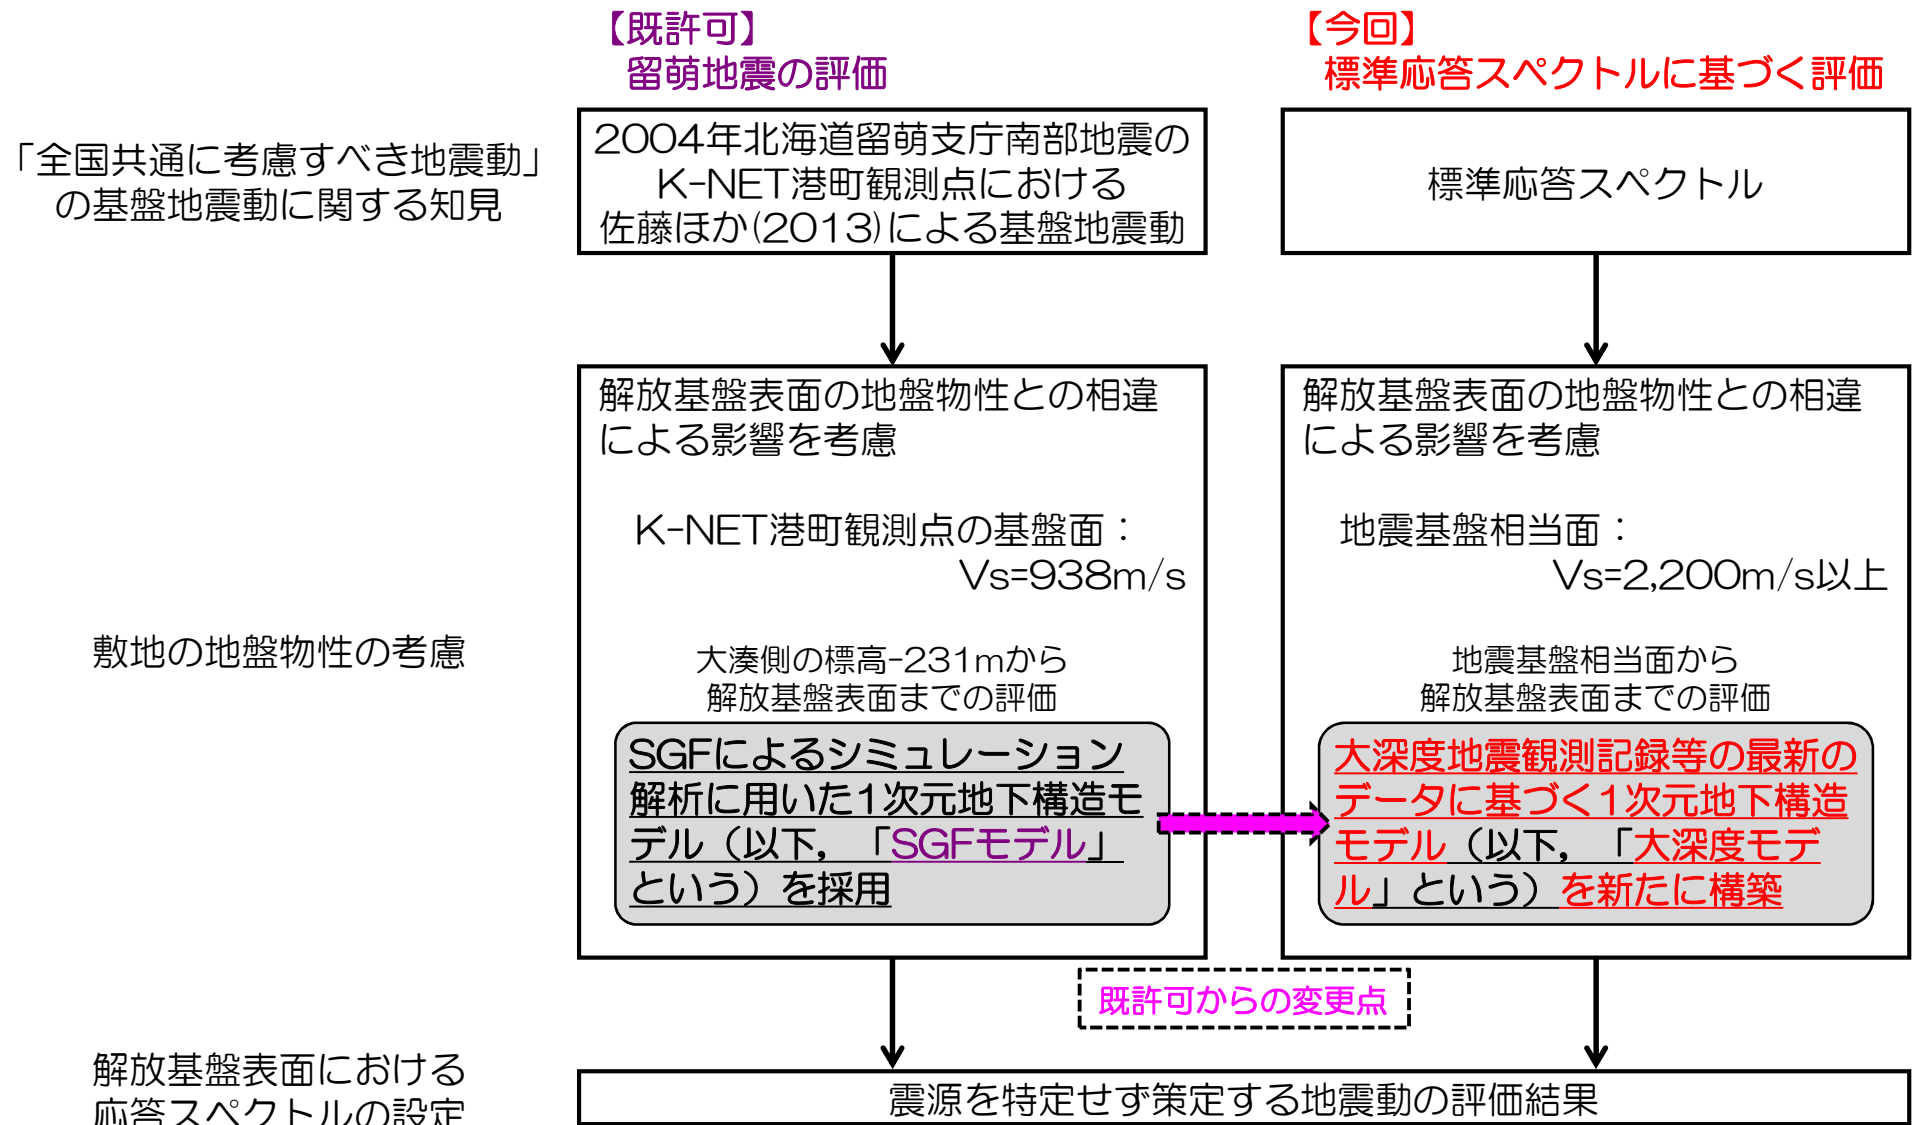 【既許可】
留萌地震の評価
【今回】
標準応答スペクトルに基づく評価
「全国共通に考慮すべき地震動」
の基盤地震動に関する知見
2004年北海道留萌支庁南部地震の
K-NET港町観測点における
佐藤ほか(2013)による基盤地震動
標準応答スペクトル
敷地の地盤物性の考慮
解放基盤表面の地盤物性との相違
による影響を考慮
K-NET港町観測点の基盤面：
Vs=938m/s
大湊側の標高-231mから
解放基盤表面までの評価
SGFによるシミュレーション
解析に用いた1次元地下構造モ
デル（以下，「SGFモデル」
という）を採用
解放基盤表面の地盤物性との相違
による影響を考慮
地震基盤相当面：
Vs=2,200m/s以上
地震基盤相当面から
解放基盤表面までの評価
大深度地震観測記録等の最新の
データに基づく1次元地下構造
モデル（以下，「大深度モデ
ル」という）を新たに構築
既許可からの変更点
解放基盤表面における
応答スペクトルの設定
震源を特定せず策定する地震動の評価結果